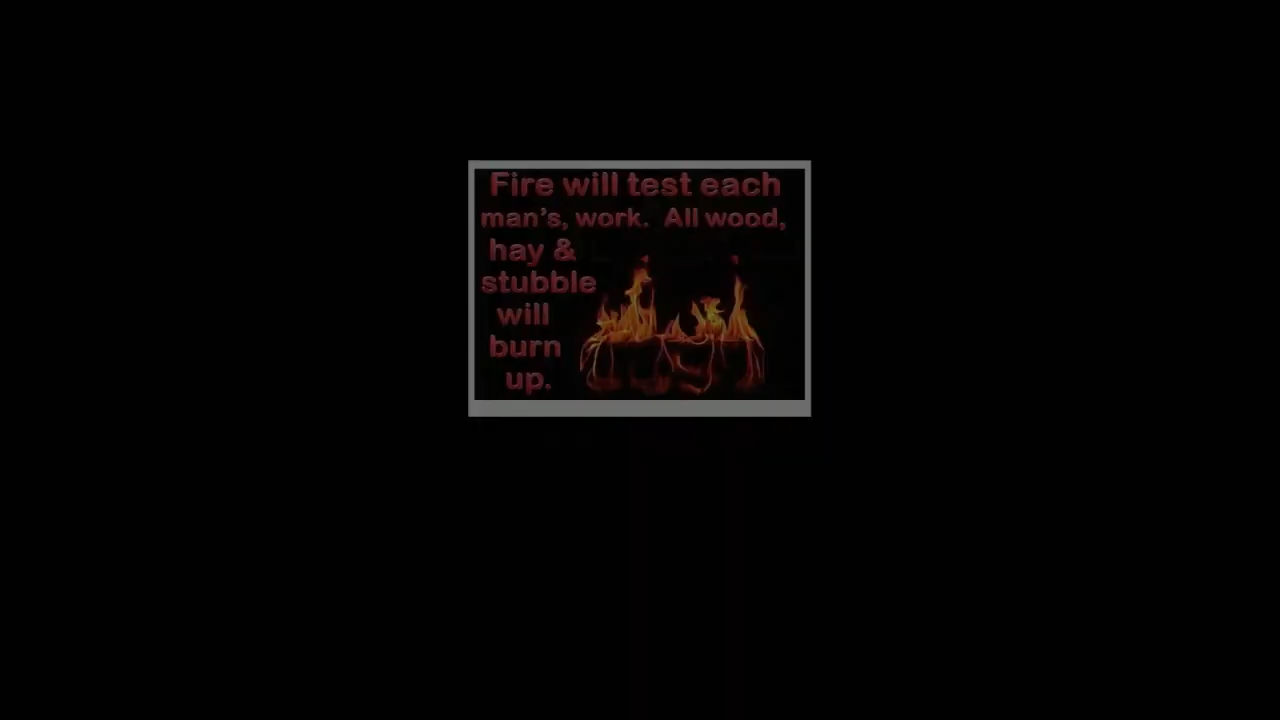 Fire will test each
man's, work.  All wood,
hay &
stubble
will
burn
up.